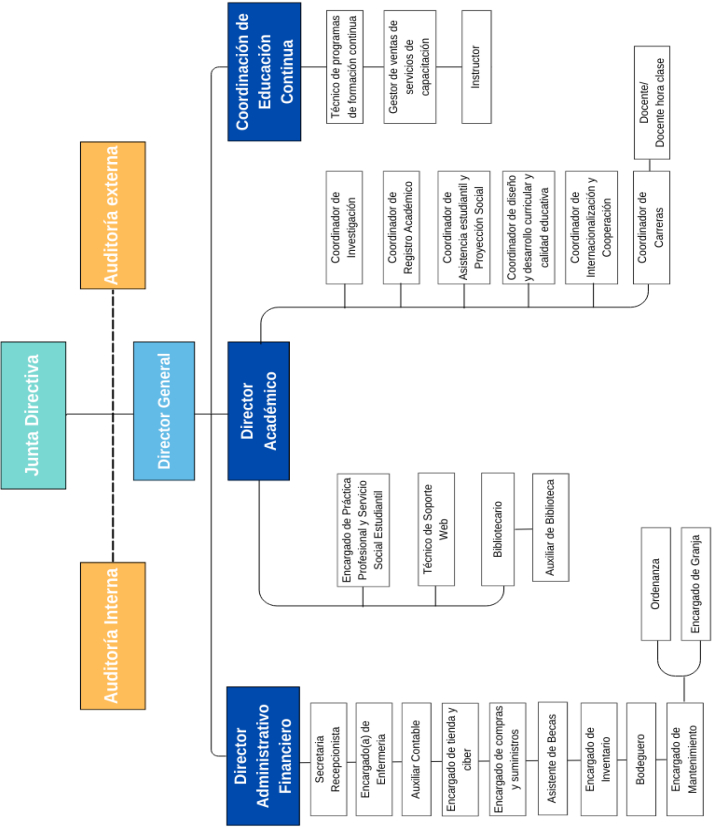 Junta Directiva
Auditoría Interna
Auditoría externa
Director General
Director
Administrativo
Financiero
Director
Académico
Coordinación de
Educación
Continua
Secretaria
Recepcionista
Encargado(a) de
Enfermeria
Auxiliar Contable
Encargado de tienda y
ciber
Encargado de compras
y suministros
Asistente de Becas
Encargado de
Inventario
Bodeguero
Encargado de
Mantenimiento
Ordenanza
Encargado de Granja
Encargado de Práctica
Profesional y Servicio
Social Estudiantil
Técnico de Soporte
Web
Bibliotecario
Auxiliar de Biblioteca
Coordinador de
Investigación
Coordinador de
Registro Académico
Coordinador de
Asistencia estudiantil y
Proyección Social
Coordinador de diseño
y desarrollo curricular y
calidad educativa
Coordinador de
Internacionalización y
Cooperación
Coordinador de
Carreras
Docente/
Docente hora clase
Técnico de programas
de formación continua
Gestor de ventas de
servicios de
capacitación
Instructor